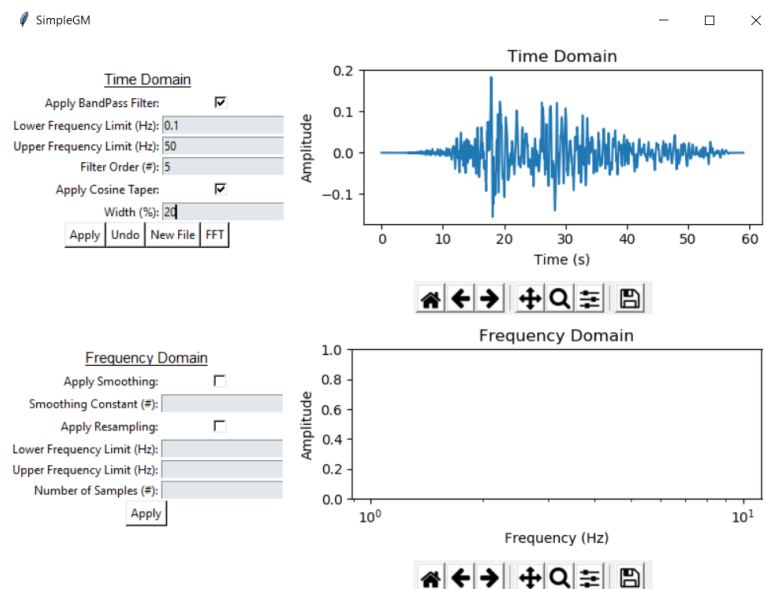 SimpleGM
Time Domain
Apply BandPass Filter:
Lower Frequency Limit (Hz): 0.1
Upper Frequency Limit (Hz): 50
Filter Order (#): 5
Apply Cosine Taper:
Width (%): 20
Apply Undo New File FFT
Time Domain
Amplitude
0.2
0.1
0.0
−0.1
0 10 20 30 40 50 60
Time (s)
Frequency Domain
Apply Smoothing:
Smoothing Constant (#):
Apply Resampling:
Lower Frequency Limit (Hz):
Upper Frequency Limit (Hz):
Number of Samples (#):
Apply
Frequency Domain
Amplitude
1.0
0.8
0.6
0.4
0.2
0.0
10⁰ 10¹
Frequency (Hz)